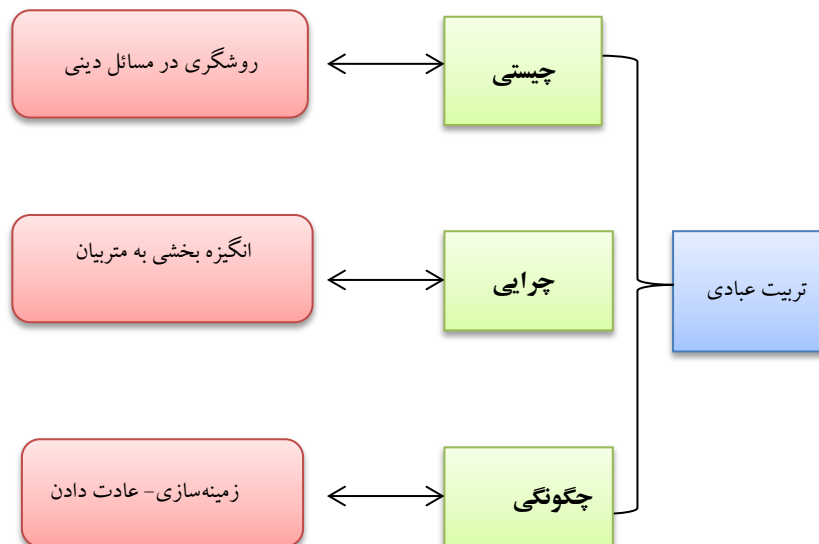 تربیت عبادی
چیستی
روشگری در مسائل دینی
چرایی
انگیزه بخشی به متربیان
چگونگی
زمینه‌سازی- عادت دادن